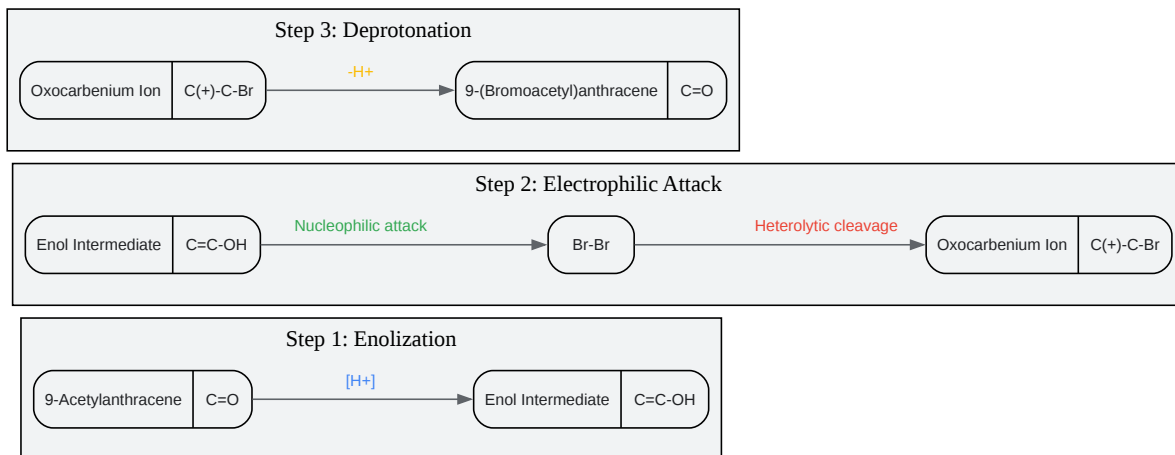 Step 3: Deprotonation
Oxocarbenium Ion
C(+)-C-Br
-H+
9-(Bromoacetyl)anthracene
C=O
Step 2: Electrophilic Attack
Enol Intermediate
C=C-OH
Nucleophilic attack
Br-Br
Heterolytic cleavage
Oxocarbenium Ion
C(+)-C-Br
Step 1: Enolization
9-Acetylanthracene
C=O
[H+]
Enol Intermediate
C=C-OH